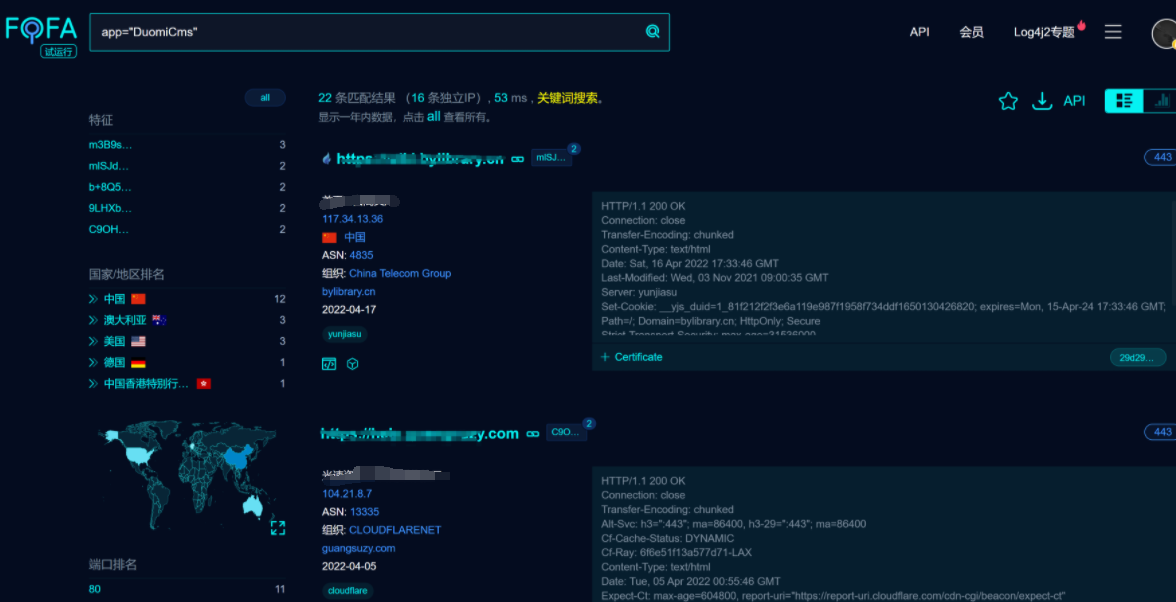 FOFA
试运行
app="DuomiCms"
API
会员
Log4j2专题
all
22 条匹配结果 （16 条独立IP）, 53 ms , 关键词搜索。
显示一年内数据，点击 all 查看所有。
API
特征
m3B9s... 3
mlSJd... 2
b+8Q5... 2
9LHXb... 2
C9OH... 2
国家/地区排名
中国 12
澳大利亚 3
美国 3
德国 1
中国香港特别行... 1
端口排名
80 11
mlSJ... 2
443
117.34.13.36
中国
ASN: 4835
组织: China Telecom Group
bylibrary.cn
2022-04-17
yunjiasu
HTTP/1.1 200 OK
Connection: close
Transfer-Encoding: chunked
Content-Type: text/html
Date: Sat, 16 Apr 2022 17:33:46 GMT
Last-Modified: Wed, 03 Nov 2021 09:00:35 GMT
Server: yunjiasu
Set-Cookie: __yjs_duid=1_81f212f2f3e6a119e987f1958f734ddf1650130426820; expires=Mon, 15-Apr-24 17:33:46 GMT;
Path=/; Domain=bylibrary.cn; HttpOnly; Secure
Strict-Transport-Security: max-age=31536000
+ Certificate
29d29...
zy.com
C9O... 2
443
104.21.8.7
ASN: 13335
组织: CLOUDFLARENET
guangsuzy.com
2022-04-05
cloudflare
HTTP/1.1 200 OK
Connection: close
Transfer-Encoding: chunked
Alt-Svc: h3=":443"; ma=86400, h3-29=":443"; ma=86400
Cf-Cache-Status: DYNAMIC
Cf-Ray: 6f6e51f13a577d71-LAX
Content-Type: text/html
Date: Tue, 05 Apr 2022 00:55:46 GMT
Expect-Ct: max-age=604800, report-uri="https://report-uri.cloudflare.com/cdn-cgi/beacon/expect-ct"